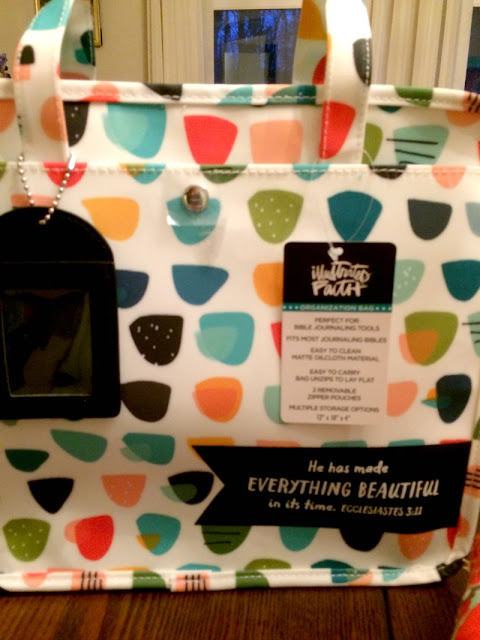 illustrated
FAITH
ORGANIZATION BAG
PERFECT FOR
BIBLE JOURNALING TOOLS
FITS MOST JOURNALING BIBLES
EASY TO CLEAN
MATTE OILCLOTH MATERIAL
EASY TO CARRY
BAG UNZIPS TO LAY FLAT
2 REMOVABLE
ZIPPER POUCHES
MULTIPLE STORAGE OPTIONS
He has made
EVERYTHING BEAUTIFUL
in its time. ECCLESIASTES 3:11